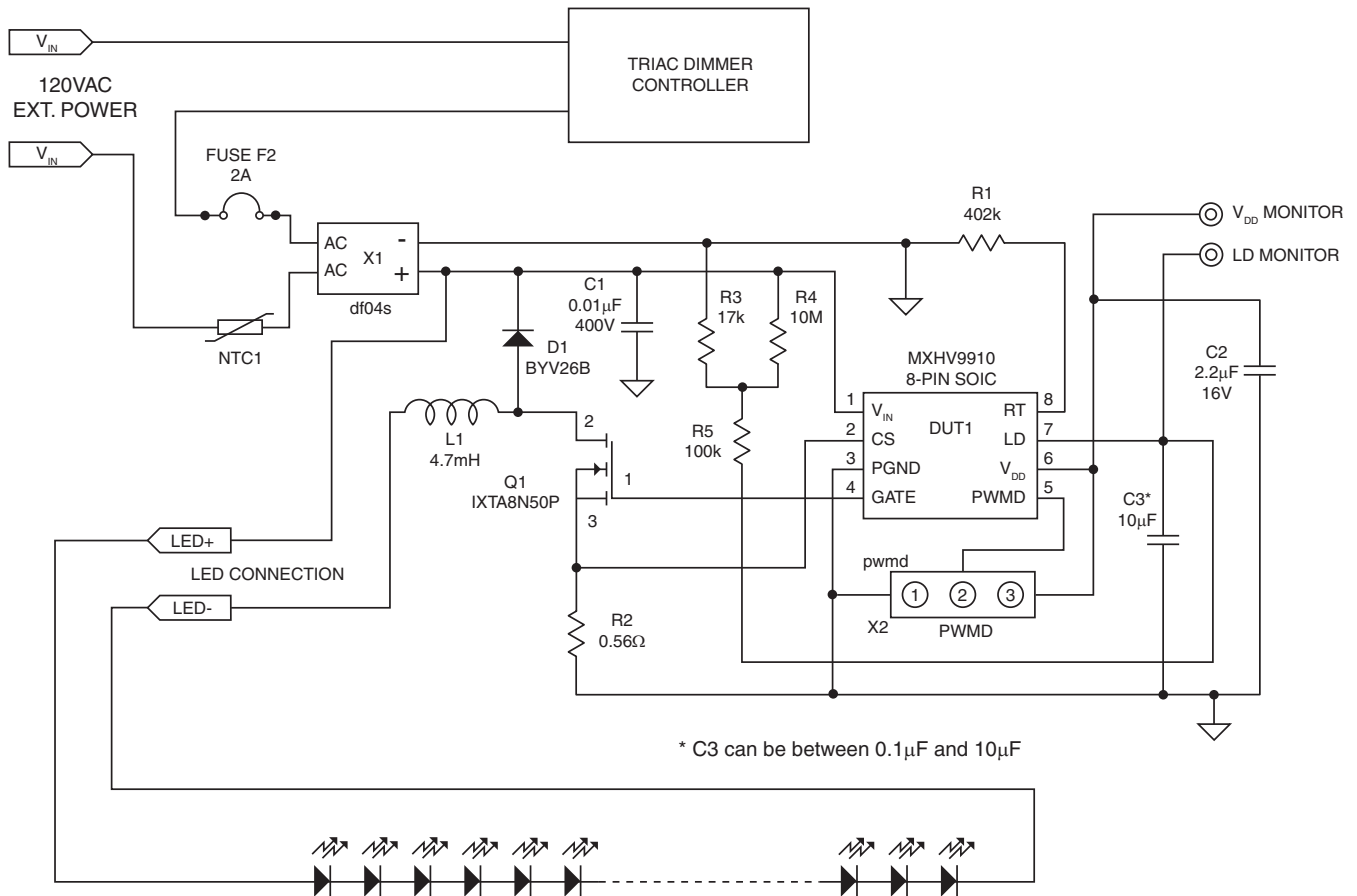 V_IN
120VAC
EXT. POWER
V_IN
TRIAC DIMMER
CONTROLLER
FUSE F2
2A
AC
AC
X1
-
+
df04s
NTC1
C1
0.01µF
400V
D1
BYV26B
R3
17k
R4
10M
R1
402k
V_DD MONITOR
LD MONITOR
C2
2.2µF
16V
MXHV9910
8-PIN SOIC
DUT1
1
V_IN
2
CS
3
PGND
4
GATE
RT
8
LD
7
V_DD
6
PWMD
5
R5
100k
C3*
10µF
L1
4.7mH
2
Q1
IXTA8N50P
1
3
LED+
LED CONNECTION
LED-
R2
0.56Ω
pwmd
1
2
3
X2
PWMD
* C3 can be between 0.1µF and 10µF